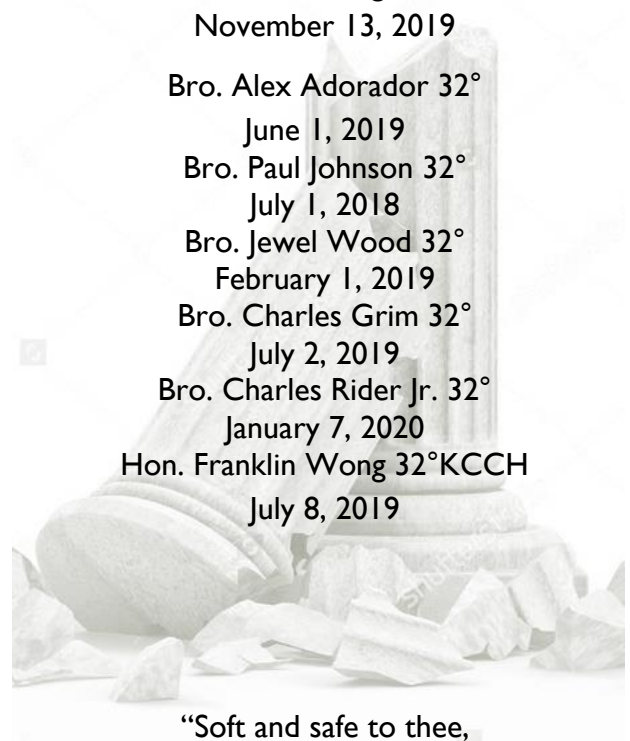 November 13, 2019
Bro. Alex Adorador 32°
June 1, 2019
Bro. Paul Johnson 32°
July 1, 2018
Bro. Jewel Wood 32°
February 1, 2019
Bro. Charles Grim 32°
July 2, 2019
Bro. Charles Rider Jr. 32°
January 7, 2020
Hon. Franklin Wong 32°KCCH
July 8, 2019
“Soft and safe to thee,